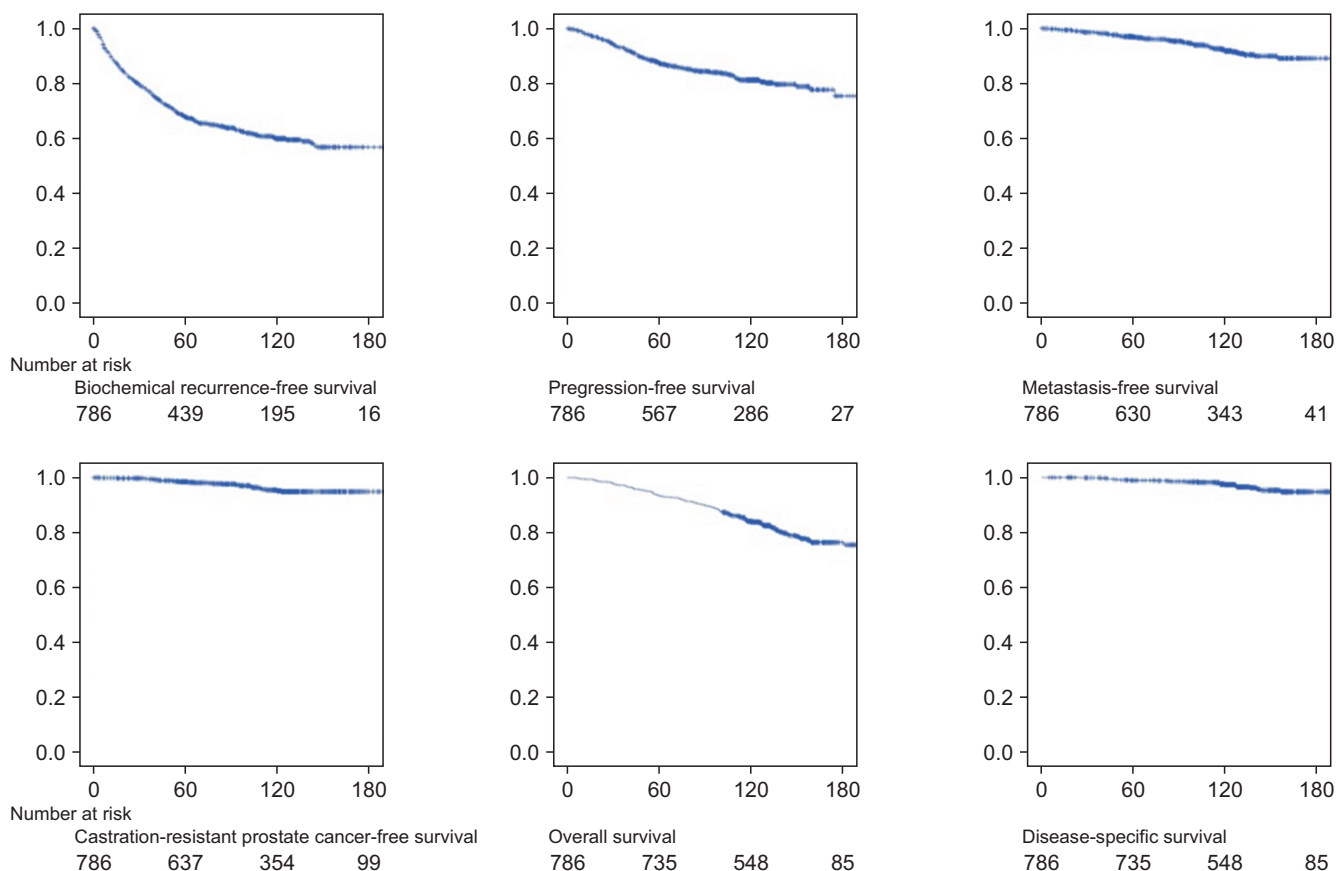 1.0 0.8 0.6 0.4 0.2 0.0
0 60 120 180
1.0 0.8 0.6 0.4 0.2 0.0
0 60 120 180
1.0 0.8 0.6 0.4 0.2 0.0
0 60 120 180
Number at risk
Biochemical recurrence-free survival
786 439 195 16
Pregression-free survival
786 567 286 27
Metastasis-free survival
786 630 343 41
1.0 0.8 0.6 0.4 0.2 0.0
0 60 120 180
1.0 0.8 0.6 0.4 0.2 0.0
0 60 120 180
1.0 0.8 0.6 0.4 0.2 0.0
0 60 120 180
Number at risk
Castration-resistant prostate cancer-free survival
786 637 354 99
Overall survival
786 735 548 85
Disease-specific survival
786 735 548 85